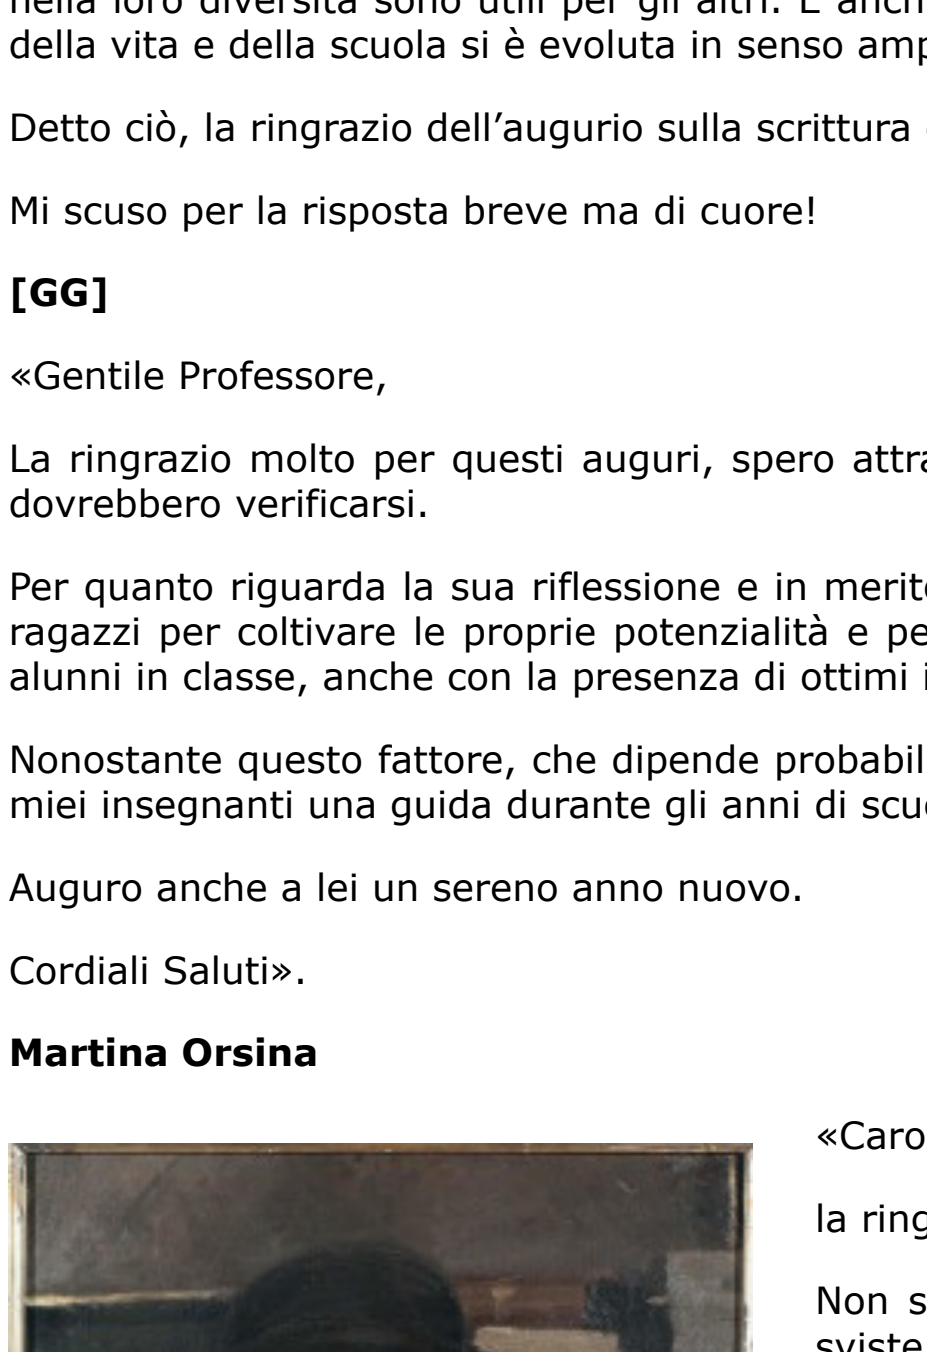 nella loro diversità sono utili per gli altri. E anch
della vita e della scuola si è evoluta in senso amp
Detto ciò, la ringrazio dell’augurio sulla scrittura
Mi scuso per la risposta breve ma di cuore!
[GG]
«Gentile Professore,
La ringrazio molto per questi auguri, spero attra
dovrebbero verificarsi.
Per quanto riguarda la sua riflessione e in merito
ragazzi per coltivare le proprie potenzialità e pe
alunni in classe, anche con la presenza di ottimi i
Nonostante questo fattore, che dipende probabil
miei insegnanti una guida durante gli anni di scuo
Auguro anche a lei un sereno anno nuovo.
Cordiali Saluti».
Martina Orsina
«Caro
la ring
Non s
sviste